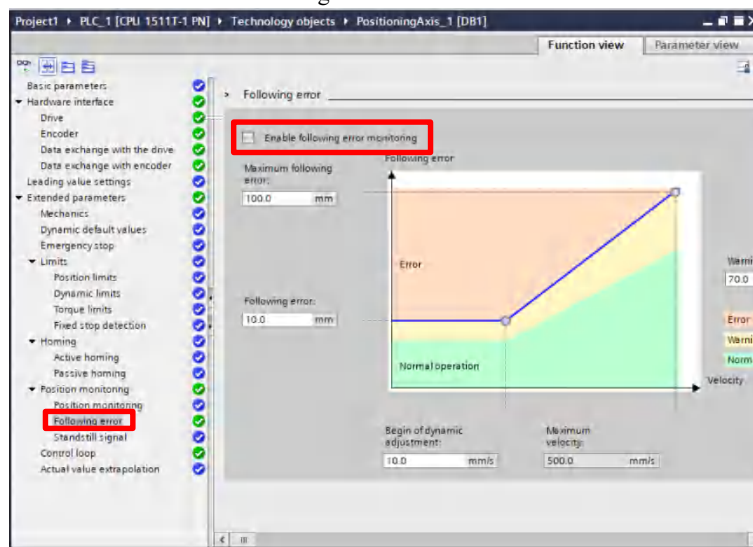 Project1 ▸ PLC_1 [CPU 1511T-1 PN] ▸ Technology objects ▸ PositioningAxis_1 [DB1]
Function view
Parameter view
Basic parameters
Hardware interface
Drive
Encoder
Data exchange with the drive
Data exchange with encoder
Leading value settings
Extended parameters
Mechanics
Dynamic default values
Emergency stop
Limits
Position limits
Dynamic limits
Torque limits
Fixed stop detection
Homing
Active homing
Passive homing
Position monitoring
Position monitoring
Following error
Standstill signal
Control loop
Actual value extrapolation
Following error
Enable following error monitoring
Following error
Maximum following
error:
100.0 mm
Error
Warni
70.0
Following error:
10.0 mm
Error
Warni
Norm
Normal operation
Velocity
Begin of dynamic
adjustment:
10.0 mm/s
Maximum
velocity:
500.0 mm/s